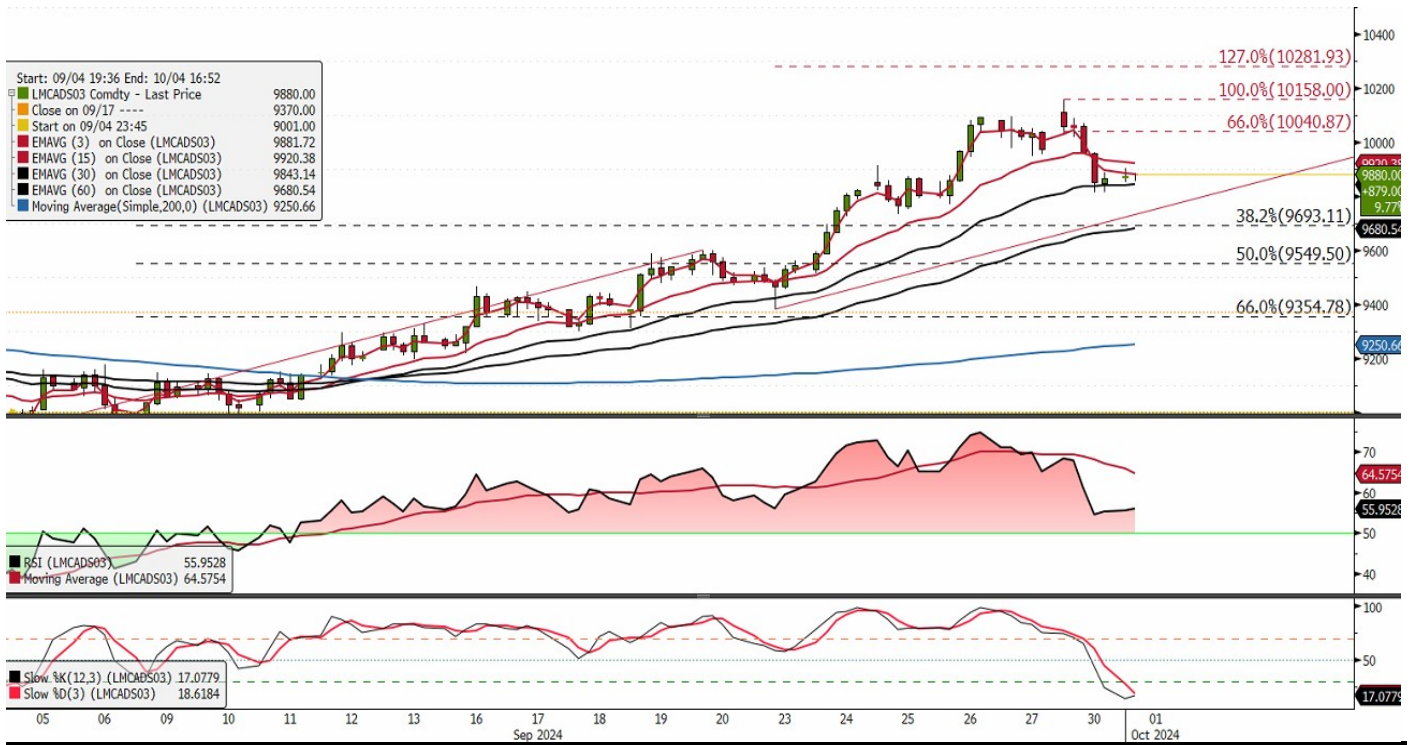 Start: 09/04 19:36 End: 10/04 16:52
LMCADS03 Comdty - Last Price 9880.00
Close on 09/17 ---- 9370.00
Start on 09/04 23:45 9001.00
EMAVG (3) on Close (LMCADS03) 9881.72
EMAVG (15) on Close (LMCADS03) 9920.38
EMAVG (30) on Close (LMCADS03) 9843.14
EMAVG (60) on Close (LMCADS03) 9680.54
Moving Average(Simple,200,0) (LMCADS03) 9250.66
127.0%(10281.93)
100.0%(10158.00)
66.0%(10040.87)
38.2%(9693.11)
50.0%(9549.50)
66.0%(9354.78)
10400
10200
10000
9920.38
9880.00
+879.00
9.77%
9680.54
9600
9400
9250.66
9200
RSI (LMCADS03) 55.9528
Moving Average (LMCADS03) 64.5754
70
64.5754
60
55.9528
50
40
Slow %K(12,3) (LMCADS03) 17.0779
Slow %D(3) (LMCADS03) 18.6184
100
50
17.0779
05 06 09 10 11 12 13 16 17 18 19 20 23 24 25 26 27 30 01
Sep 2024 Oct 2024